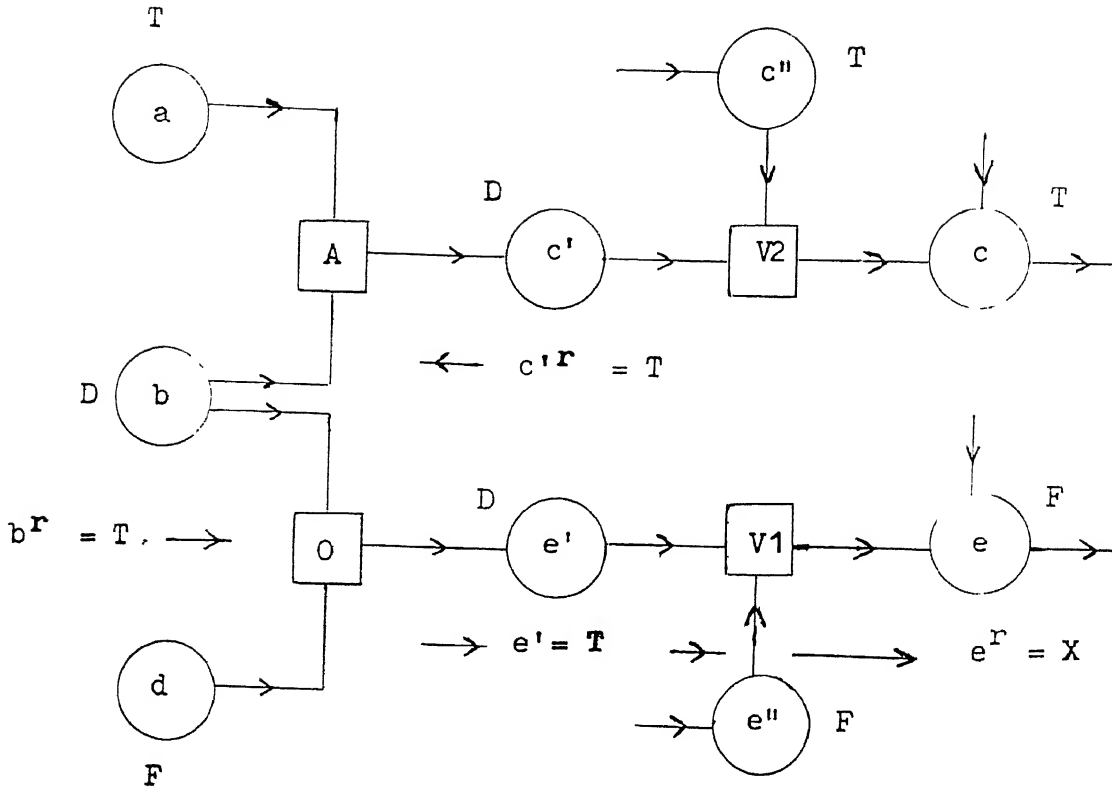 T
a
c"
T
A
D
c'
V2
c
T
D
b
c'ʳ = T
bʳ = T.
O
D
e'
V1
e
F
e' = T
eʳ = X
d
F
e"
F